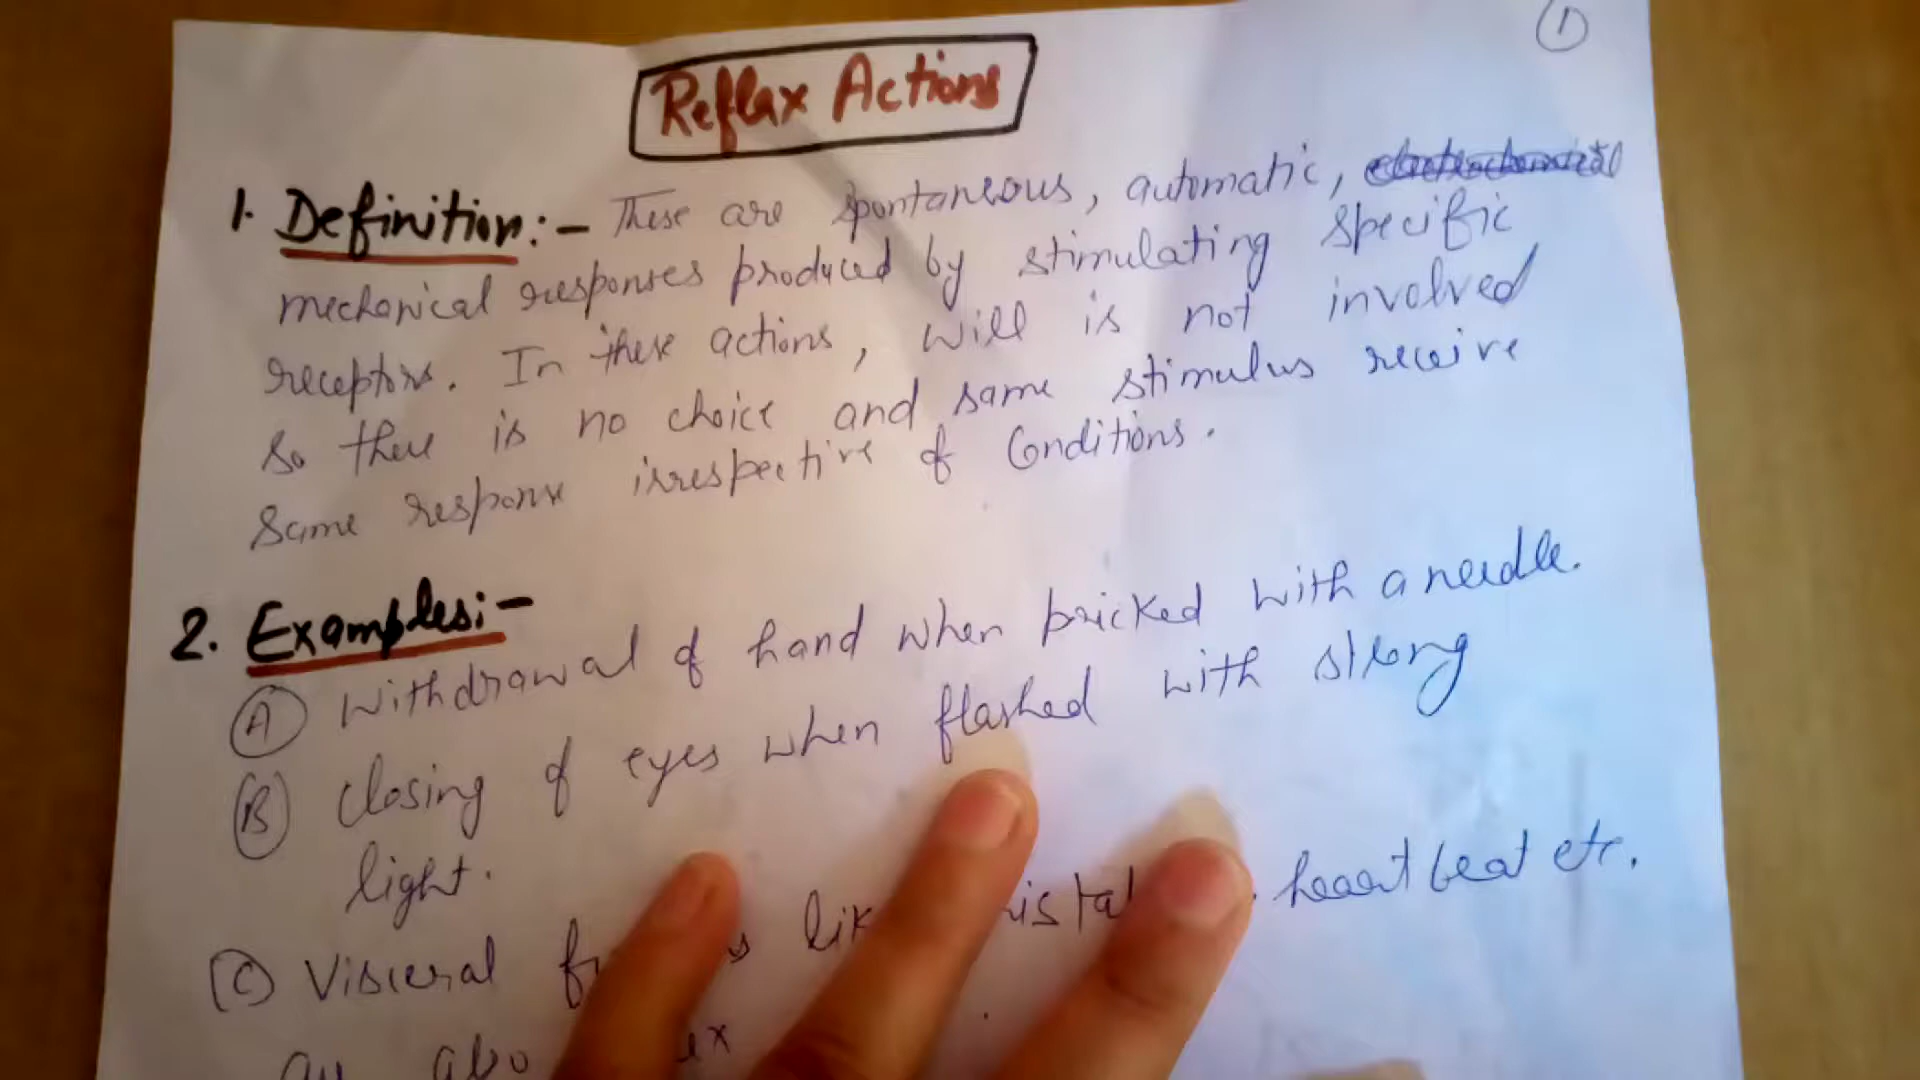 1
Reflax Actions
1. Definition:- These are spontaneous, automatic,
mechanical responses produced by stimulating specific
receptors. In these actions, will is not involved
So there is no choice and same stimulus receive
Same response irrespective of Conditions.
2. Examples:-
A Withdrawal of hand when pricked with a needle.
B Closing of eyes when flashed with strong
light.
C Visceral heart beat etc.
also